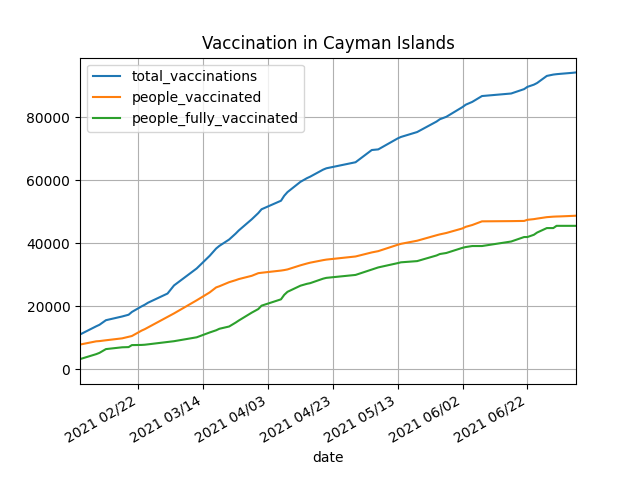 Vaccination in Cayman Islands
total_vaccinations
people_vaccinated
people_fully_vaccinated
80000
60000
40000
20000
0
2021 02/22
2021 03/14
2021 04/03
2021 04/23
2021 05/13
2021 06/02
2021 06/22
date